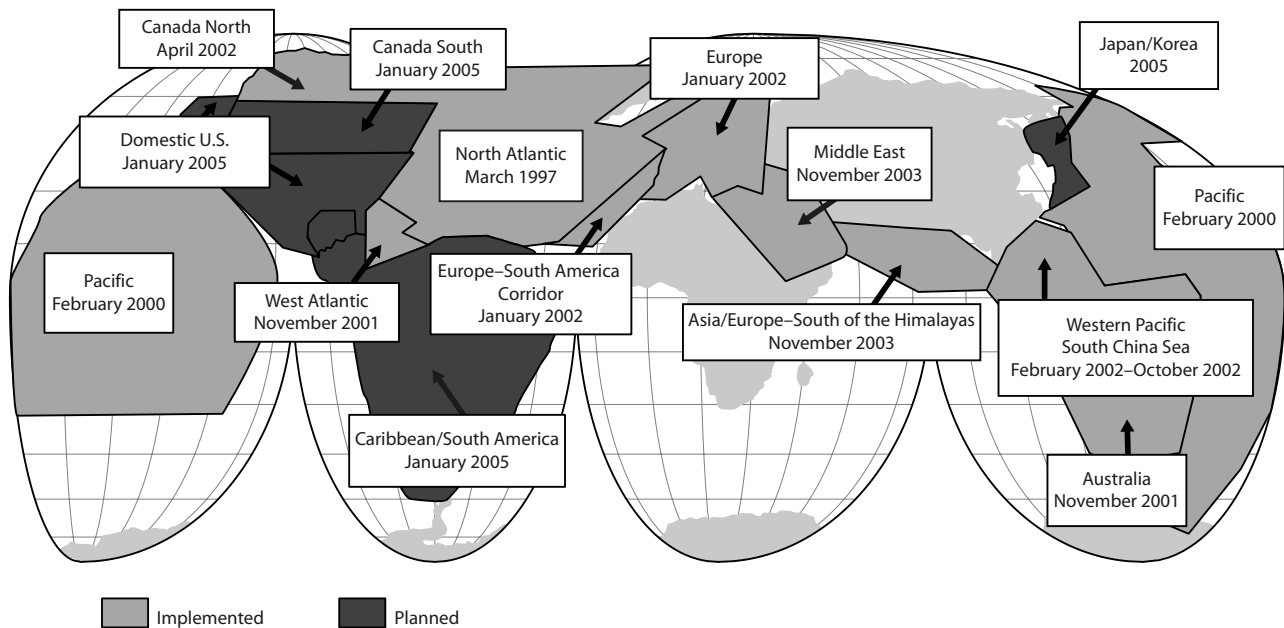 Canada North
April 2002
Canada South
January 2005
Europe
January 2002
Japan/Korea
2005
Domestic U.S.
January 2005
North Atlantic
March 1997
Middle East
November 2003
Pacific
February 2000
Pacific
February 2000
West Atlantic
November 2001
Europe–South America
Corridor
January 2002
Asia/Europe–South of the Himalayas
November 2003
Western Pacific
South China Sea
February 2002–October 2002
Caribbean/South America
January 2005
Australia
November 2001
Implemented
Planned